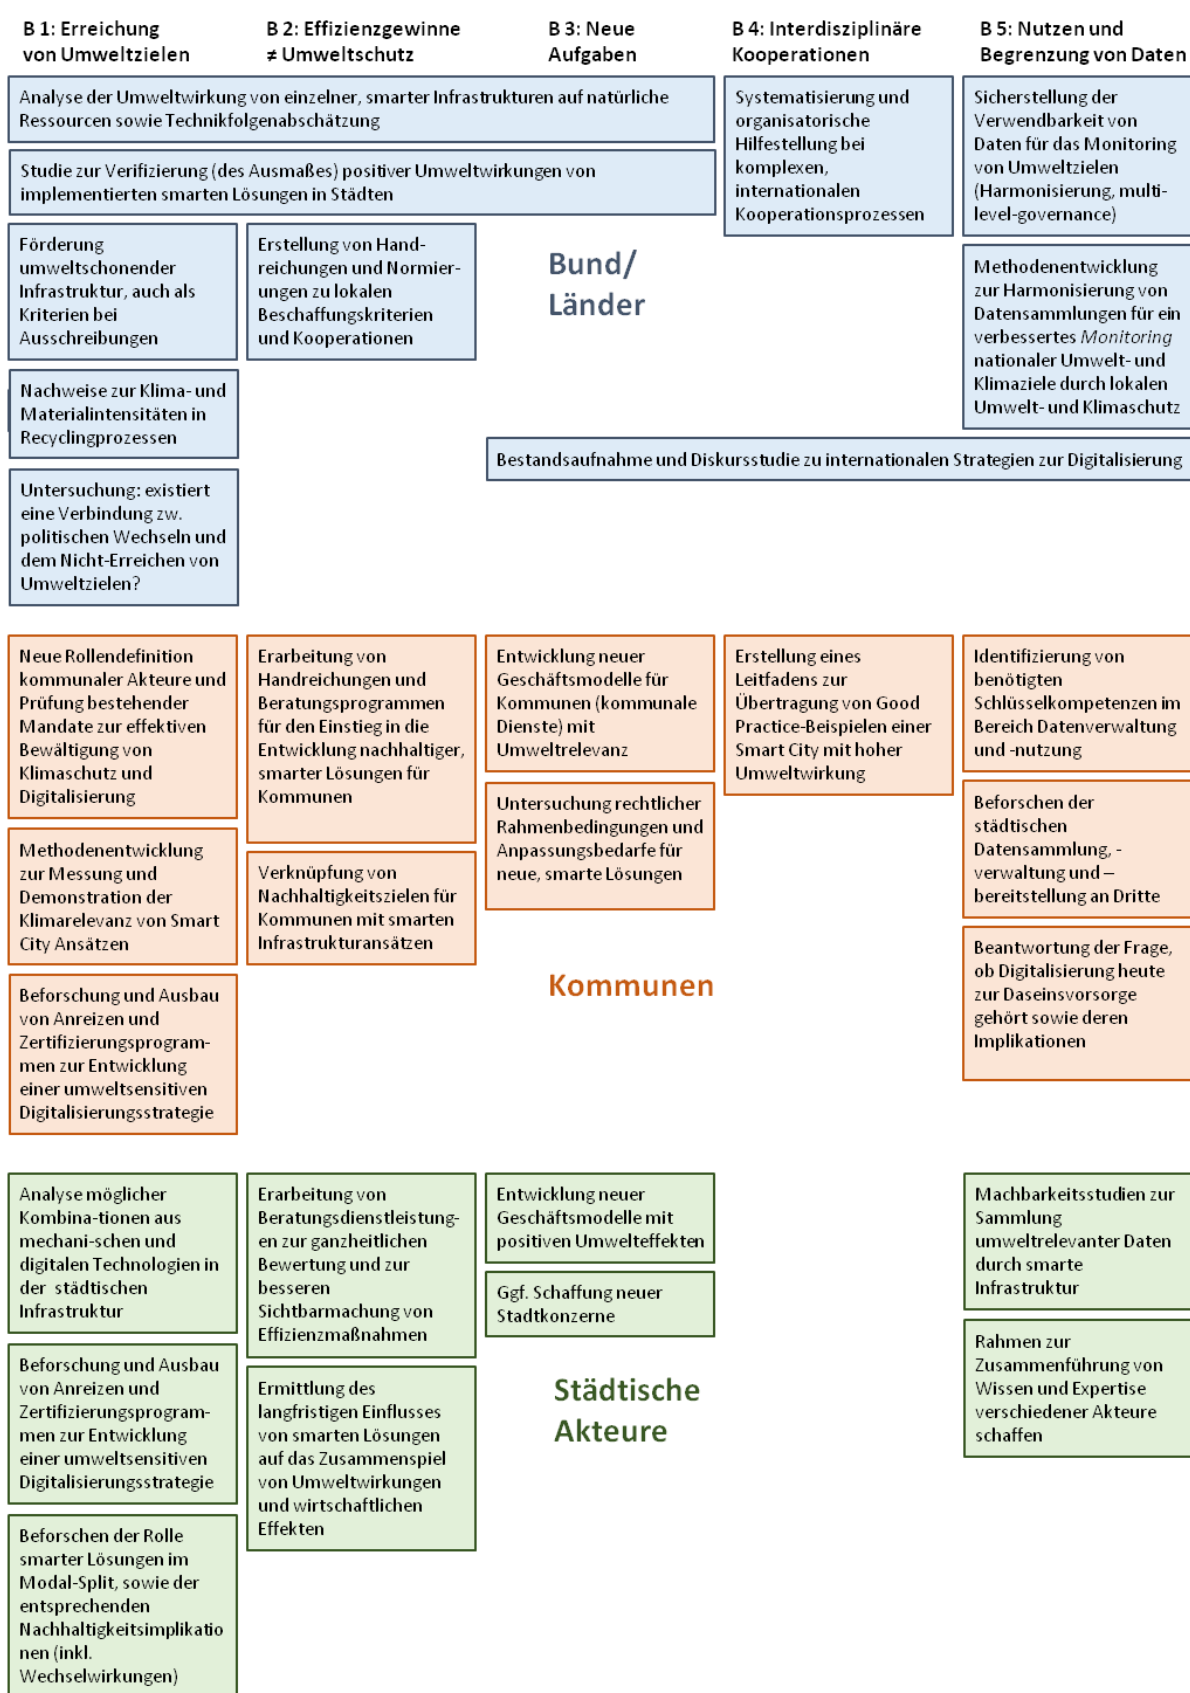 B 1: Erreichung
von Umweltzielen
B 2: Effizienzgewinne
≠ Umweltschutz
B 3: Neue
Aufgaben
B 4: Interdisziplinäre
Kooperationen
B 5: Nutzen und
Begrenzung von Daten
Analyse der Umweltwirkung von einzelner, smarter Infrastrukturen auf natürliche
Ressourcen sowie Technikfolgenabschätzung
Studie zur Verifizierung (des Ausmaßes) positiver Umweltwirkungen von
implementierten smarten Lösungen in Städten
Systematisierung und
organisatorische
Hilfestellung bei
komplexen,
internationalen
Kooperationsprozessen
Sicherstellung der
Verwendbarkeit von
Daten für das Monitoring
von Umweltzielen
(Harmonisierung, multi-
level-governance)
Förderung
umweltschonender
Infrastruktur, auch als
Kriterien bei
Ausschreibungen
Erstellung von Hand-
reichungen und Normier-
ungen zu lokalen
Beschaffungskriterien
und Kooperationen
Bund/
Länder
Methodenentwicklung
zur Harmonisierung von
Datensammlungen für ein
verbessertes Monitoring
nationaler Umwelt- und
Klimaziele durch lokalen
Umwelt- und Klimaschutz
Nachweise zur Klima- und
Materialintensitäten in
Recyclingprozessen
Bestandsaufnahme und Diskursstudie zu internationalen Strategien zur Digitalisierung
Untersuchung: existiert
eine Verbindung zw.
politischen Wechseln und
dem Nicht-Erreichen von
Umweltzielen?
Neue Rollendefinition
kommunaler Akteure und
Prüfung bestehender
Mandate zur effektiven
Bewältigung von
Klimaschutz und
Digitalisierung
Erarbeitung von
Handreichungen und
Beratungsprogrammen
für den Einstieg in die
Entwicklung nachhaltiger,
smarter Lösungen für
Kommunen
Entwicklung neuer
Geschäftsmodelle für
Kommunen (kommunale
Dienste) mit
Umweltrelevanz
Erstellung eines
Leitfadens zur
Übertragung von Good
Practice-Beispielen einer
Smart City mit hoher
Umweltwirkung
Identifizierung von
benötigten
Schlüsselkompetenzen im
Bereich Datenverwaltung
und -nutzung
Untersuchung rechtlicher
Rahmenbedingungen und
Anpassungsbedarfe für
neue, smarte Lösungen
Beforschen der
städtischen
Datensammlung, -
verwaltung und –
bereitstellung an Dritte
Methodenentwicklung
zur Messung und
Demonstration der
Klimarelevanz von Smart
City Ansätzen
Verknüpfung von
Nachhaltigkeitszielen für
Kommunen mit smarten
Infrastrukturansätzen
Kommunen
Beantwortung der Frage,
ob Digitalisierung heute
zur Daseinsvorsorge
gehört sowie deren
Implikationen
Beforschung und Ausbau
von Anreizen und
Zertifizierungsprogram-
men zur Entwicklung
einer umweltsensitiven
Digitalisierungsstrategie
Analyse möglicher
Kombina-tionen aus
mechani-schen und
digitalen Technologien in
der städtischen
Infrastruktur
Erarbeitung von
Beratungsdienstleistung-
en zur ganzheitlichen
Bewertung und zur
besseren
Sichtbarmachung von
Effizienzmaßnahmen
Entwicklung neuer
Geschäftsmodelle mit
positiven Umwelteffekten
Ggf. Schaffung neuer
Stadtkonzerne
Machbarkeitsstudien zur
Sammlung
umweltrelevanter Daten
durch smarte
Infrastruktur
Beforschung und Ausbau
von Anreizen und
Zertifizierungsprogram-
men zur Entwicklung
einer umweltsensitiven
Digitalisierungsstrategie
Ermittlung des
langfristigen Einflusses
von smarten Lösungen
auf das Zusammenspiel
von Umweltwirkungen
und wirtschaftlichen
Effekten
Städtische
Akteure
Rahmen zur
Zusammenführung von
Wissen und Expertise
verschiedener Akteure
schaffen
Beforschen der Rolle
smarter Lösungen im
Modal-Split, sowie der
entsprechenden
Nachhaltigkeitsimplikatio
nen (inkl.
Wechselwirkungen)